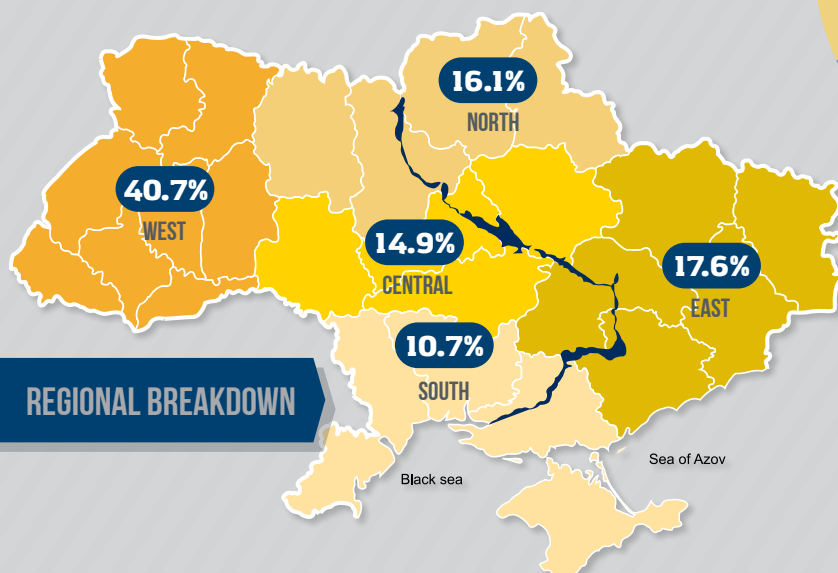 16.1%
NORTH
40.7%
WEST
14.9%
CENTRAL
17.6%
EAST
10.7%
SOUTH
REGIONAL BREAKDOWN
Sea of Azov
Black sea